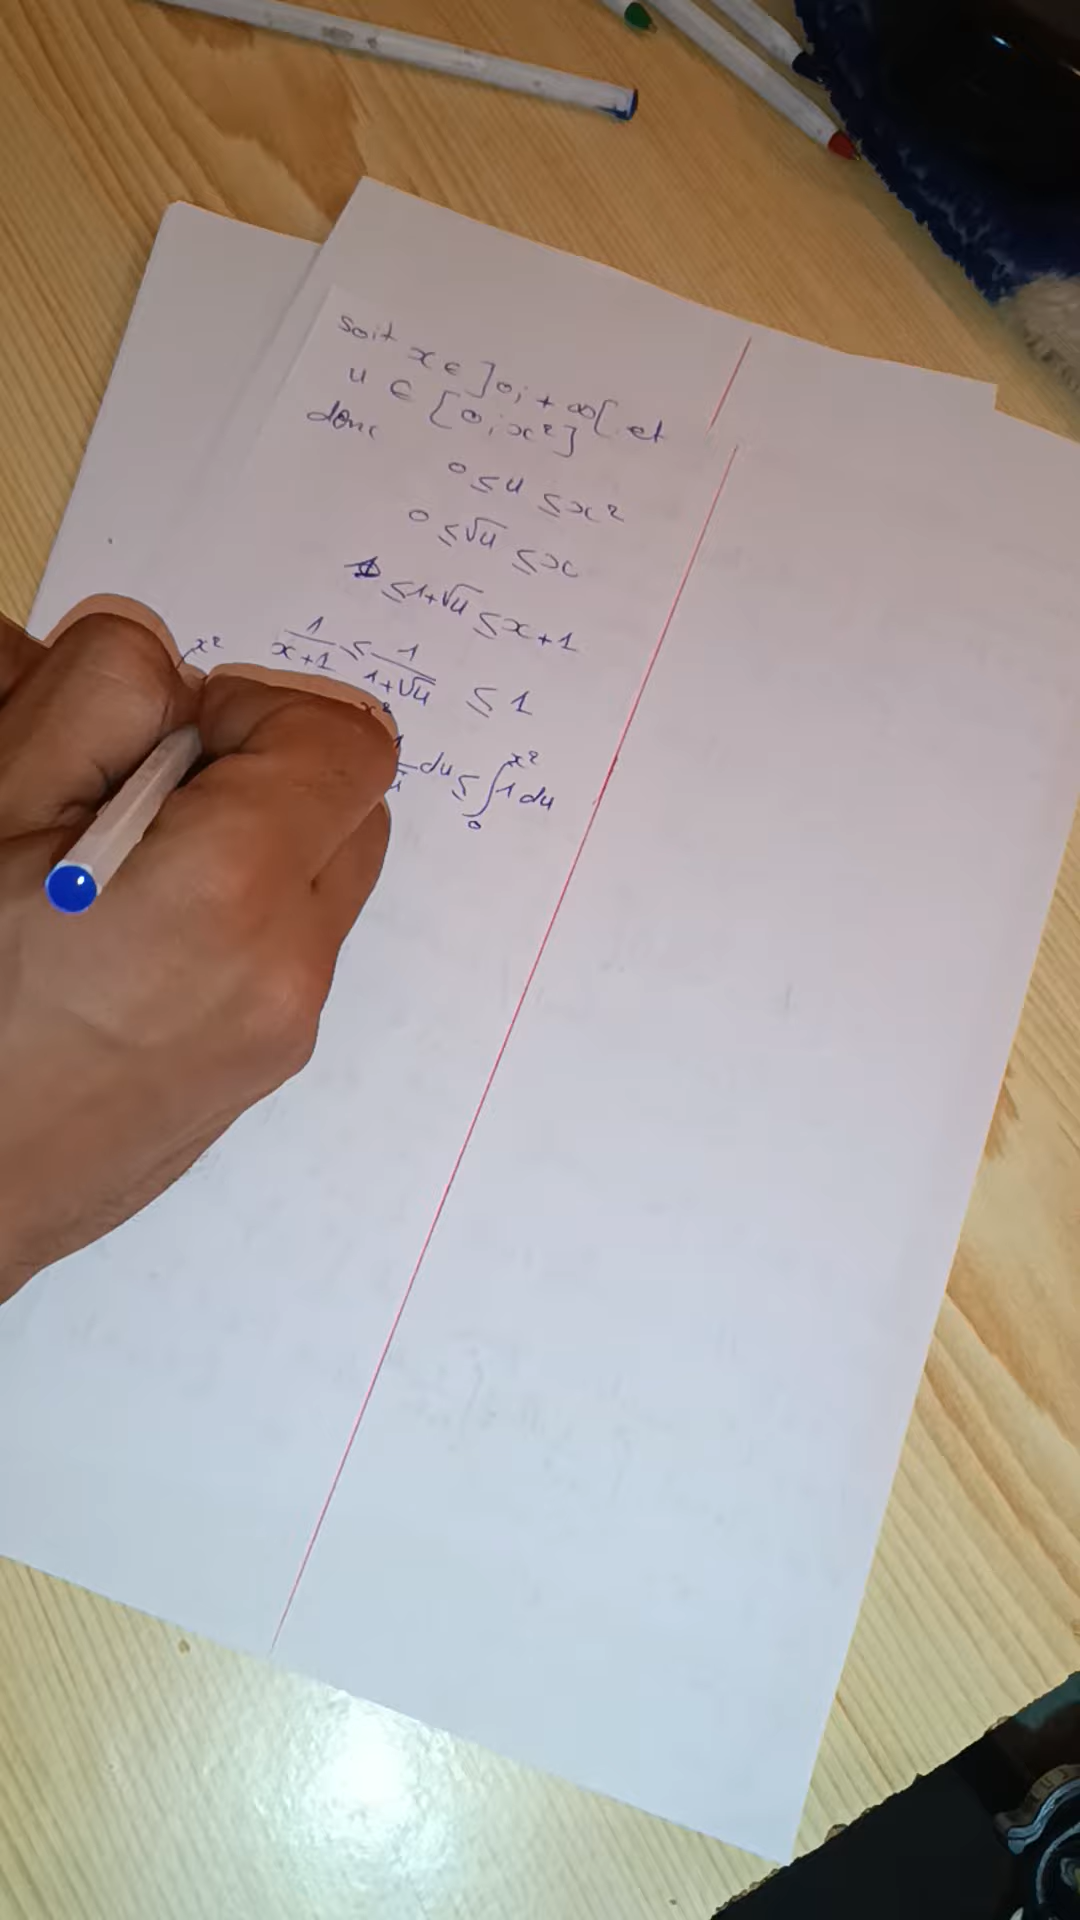 Soit x ∈ ]0; +∞[ et
u ∈ [0; x²]
donc
0 ≤ u ≤ x²
0 ≤ √u ≤ x
1 ≤ 1+√u ≤ x+1
1/(x+1) ≤ 1/(1+√u) ≤ 1
du ≤ ∫₀^(x²) 1 du